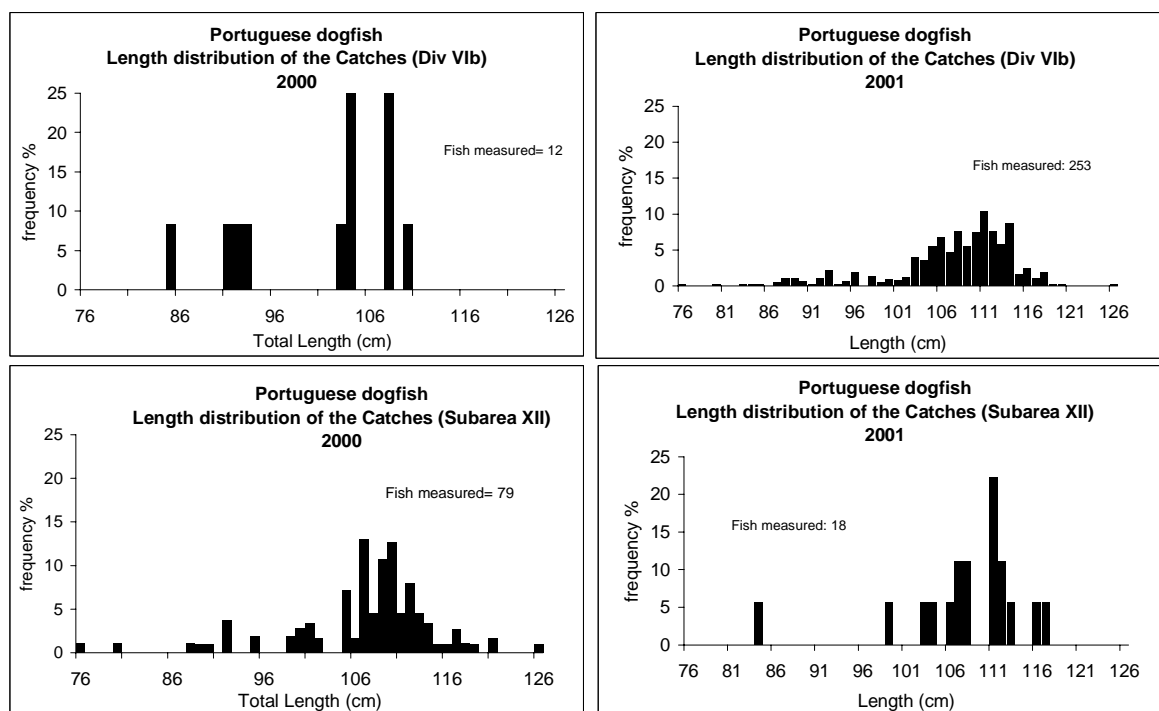 Portuguese dogfish
Length distribution of the Catches (Div VIb)
2000
25
20
15
10
5
0
frequency %
Fish measured= 12
76 86 96 106 116 126
Total Length (cm)
Portuguese dogfish
Length distribution of the Catches (Div VIb)
2001
25
20
15
10
5
0
frequency %
Fish measured: 253
76 81 86 91 96 101 106 111 116 121 126
Length (cm)
Portuguese dogfish
Length distribution of the Catches (Subarea XII)
2000
25
20
15
10
5
0
frequency %
Fish measured= 79
76 86 96 106 116 126
Total Length (cm)
Portuguese dogfish
Length distribution of the Catches (Subarea XII)
2001
25
20
15
10
5
0
frequency %
Fish measured: 18
76 81 86 91 96 101 106 111 116 121 126
Length (cm)